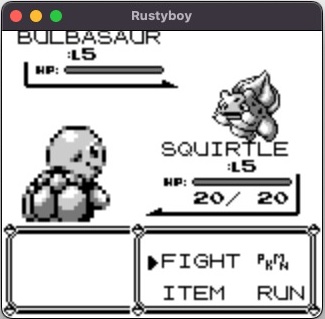 Rustyboy
BULBASAUR
:L5
HP:
SQUIRTLE
:L5
HP:
20/ 20
▶FIGHT PKMN
ITEM RUN